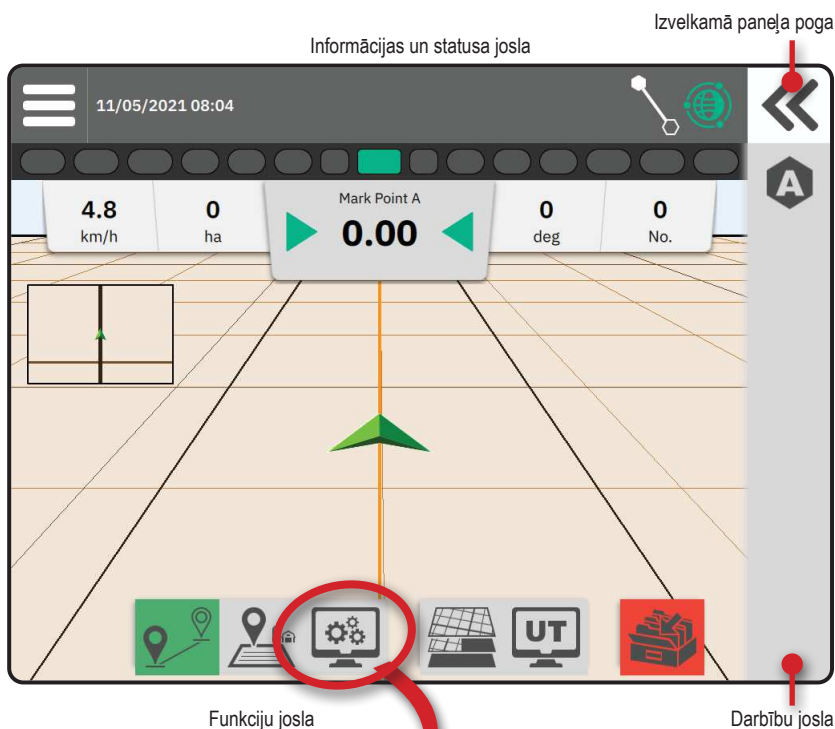 Izvelkamā paneļa poga
Informācijas un statusa josla
11/05/2021 08:04
A
4.8
km/h
0
ha
Mark Point A
0.00
0
deg
0
No.
UT
Funkciju josla
Darbību josla